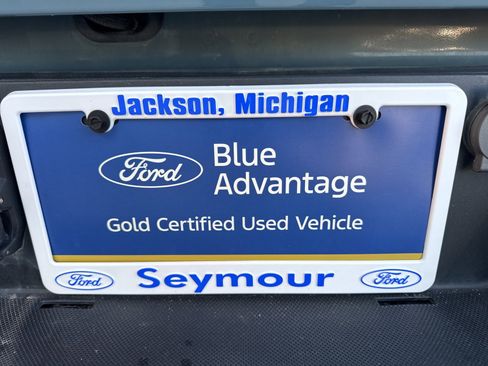 Jackson, Michigan
Ford
Blue
Advantage
Gold Certified Used Vehicle
Ford Seymour Ford